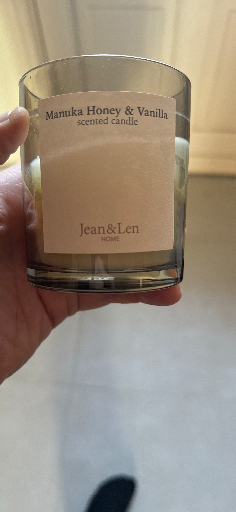 Manuka Honey & Vanilla
scented candle
Jean&Len
HOME